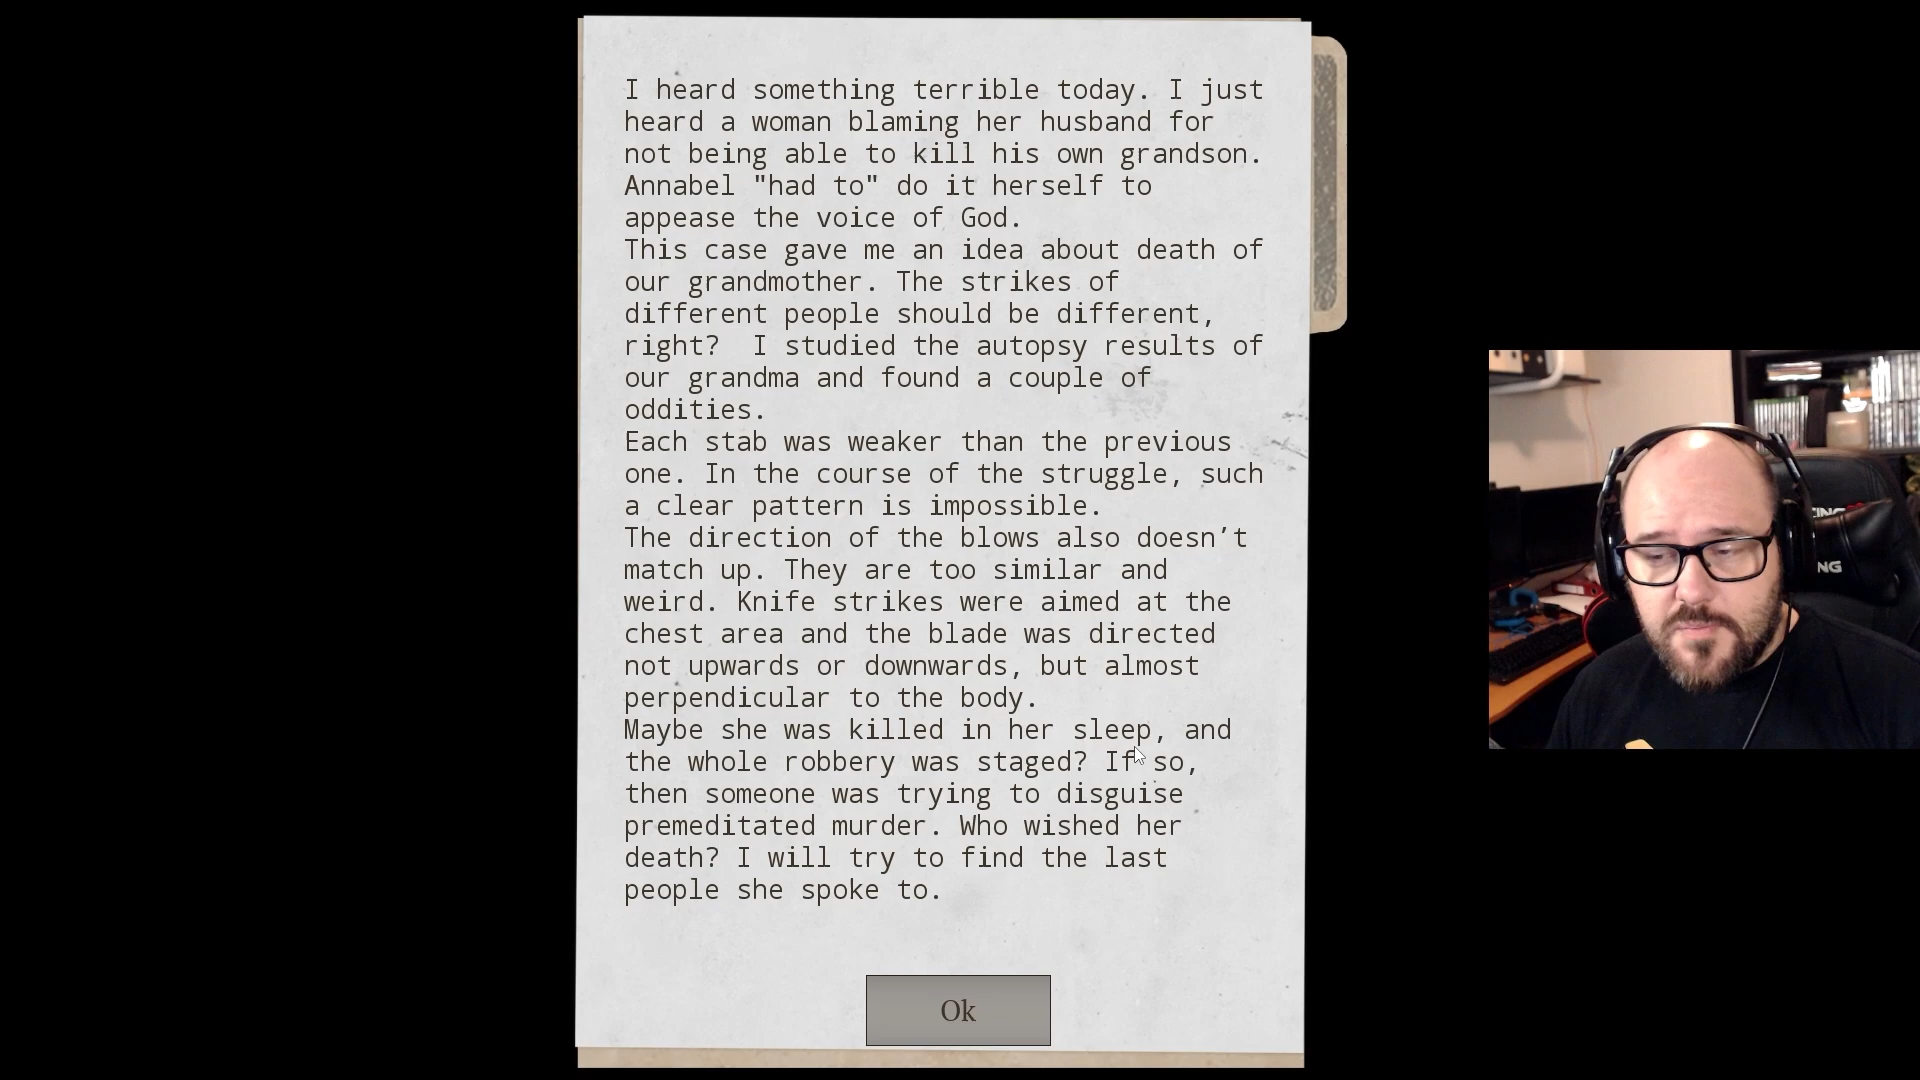 I heard something terrible today. I just
heard a woman blaming her husband for
not being able to kill his own grandson.
Annabel "had to" do it herself to
appease the voice of God.
This case gave me an idea about death of
our grandmother. The strikes of
different people should be different,
right?  I studied the autopsy results of
our grandma and found a couple of
oddities.
Each stab was weaker than the previous
one. In the course of the struggle, such
a clear pattern is impossible.
The direction of the blows also doesn’t
match up. They are too similar and
weird. Knife strikes were aimed at the
chest area and the blade was directed
not upwards or downwards, but almost
perpendicular to the body.
Maybe she was killed in her sleep, and
the whole robbery was staged? If so,
then someone was trying to disguise
premeditated murder. Who wished her
death? I will try to find the last
people she spoke to.
Ok